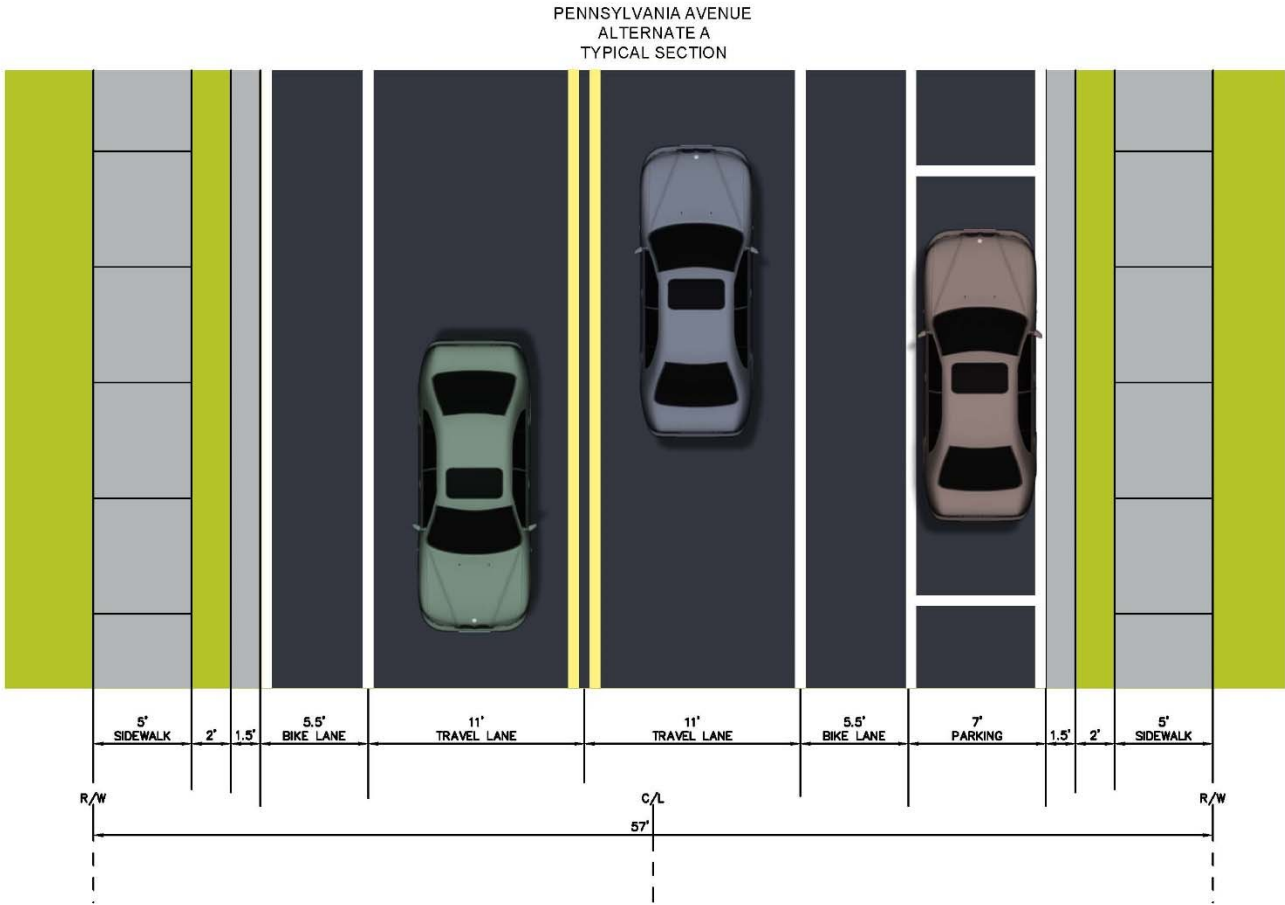 PENNSYLVANIA AVENUE
ALTERNATE A
TYPICAL SECTION
5' 5.5' 11' 11' 5.5' 7' 5'
SIDEWALK 2' 1.5' BIKE LANE TRAVEL LANE TRAVEL LANE BIKE LANE PARKING 1.5' 2' SIDEWALK
R/W C/L R/W
57'